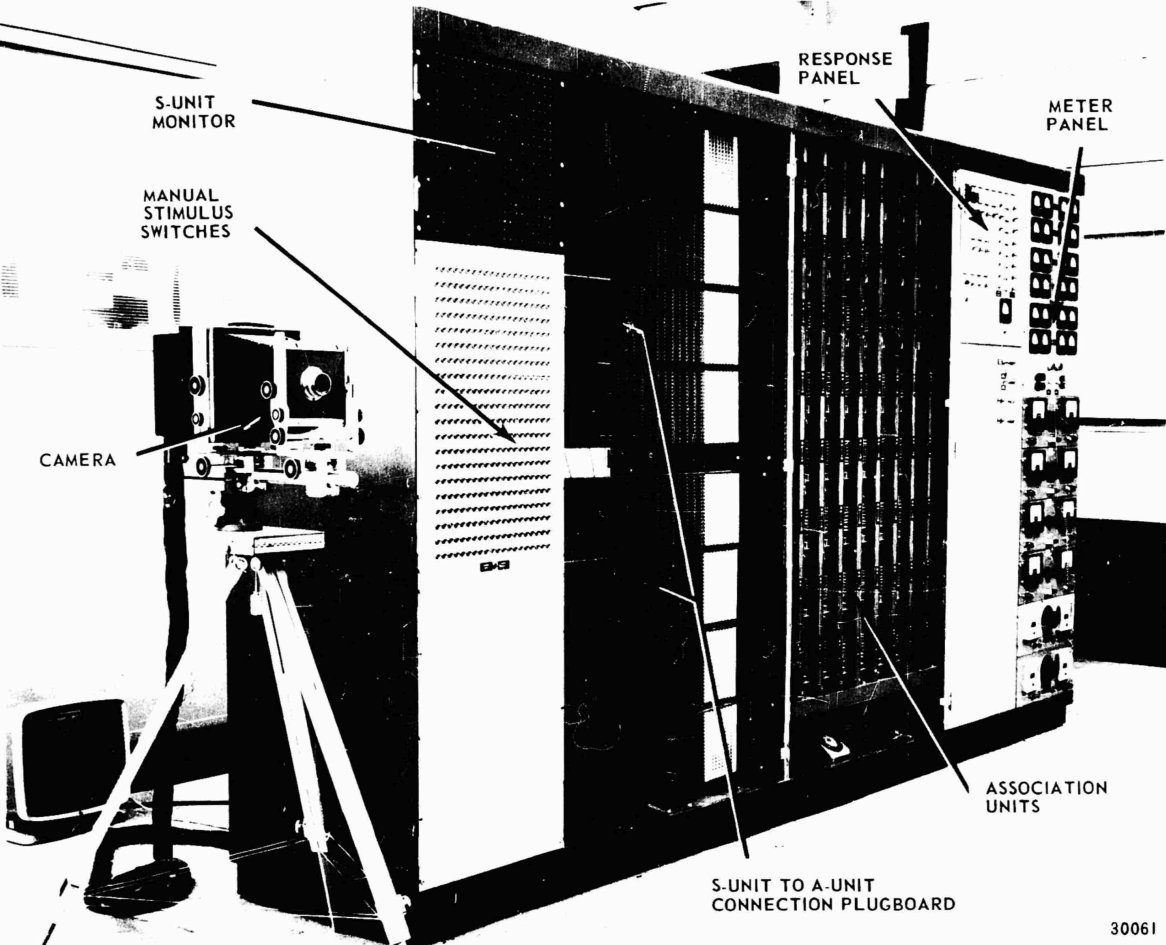 RESPONSE
PANEL
S-UNIT
MONITOR
METER
PANEL
MANUAL
STIMULUS
SWITCHES
CAMERA
ASSOCIATION
UNITS
S-UNIT TO A-UNIT
CONNECTION PLUGBOARD
30061